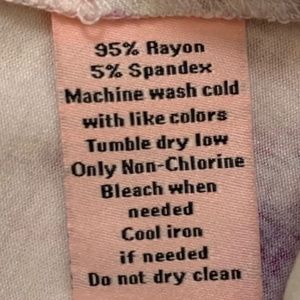 95% Rayon
5% Spandex
Machine wash cold
with like colors
Tumble dry low
Only Non-Chlorine
Bleach when
needed
Cool iron
if needed
Do not dry clean